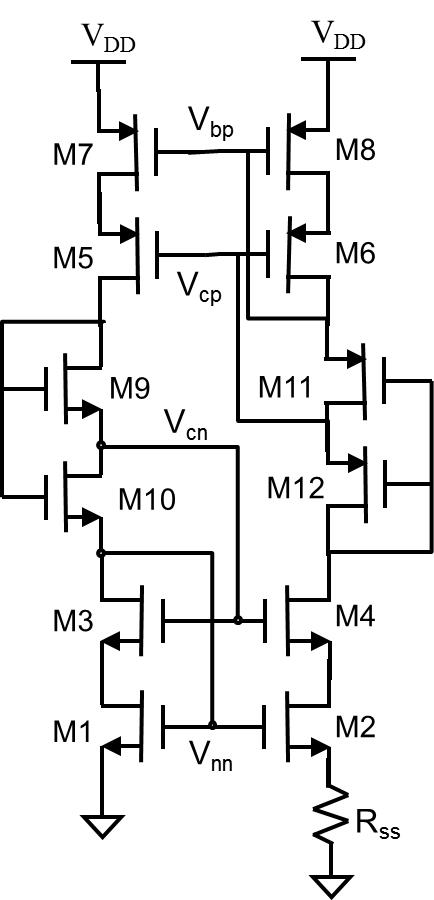 VDD VDD
Vbp
M7 M8
M5 M6
Vcp
M9 M11
Vcn
M10 M12
M3 M4
M1 M2
Vnn
Rss